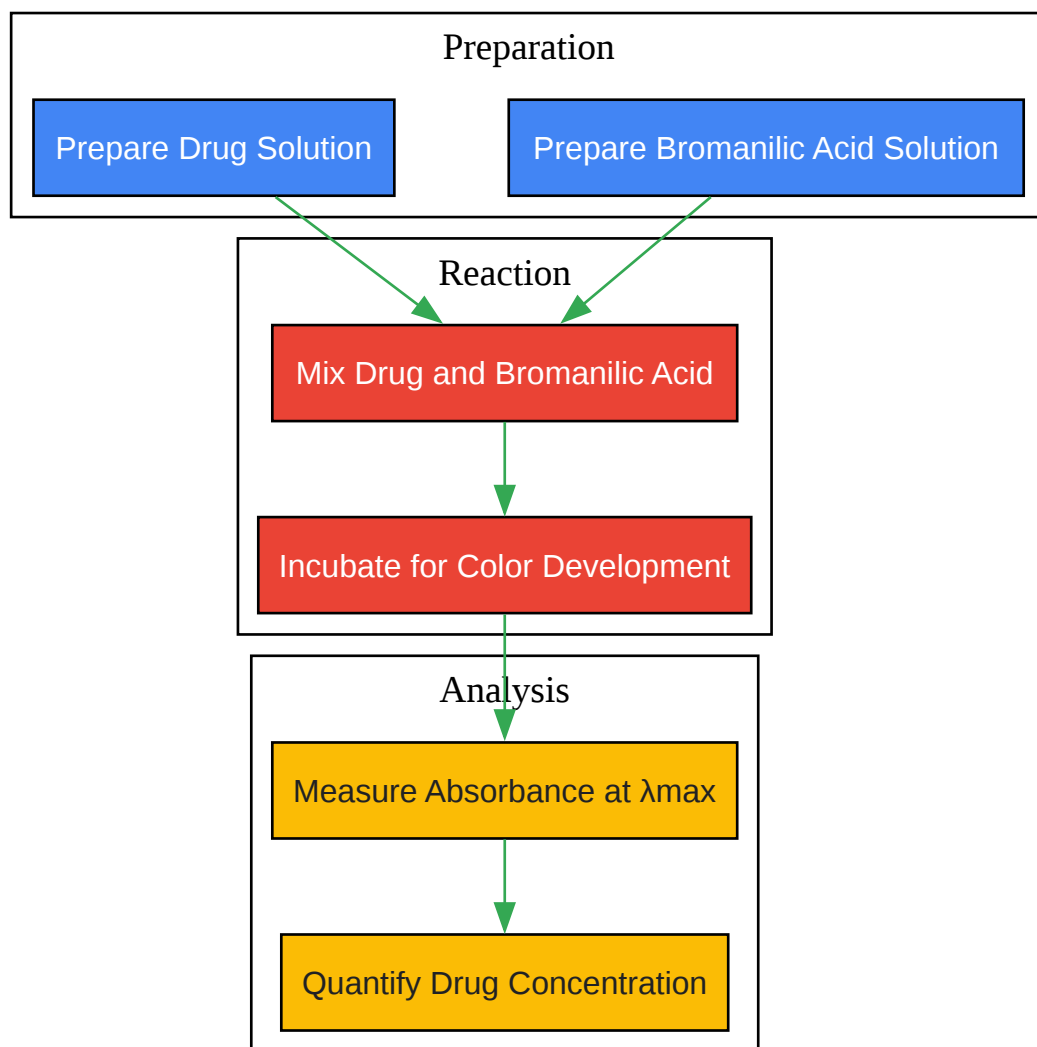 Preparation
Prepare Drug Solution
Prepare Bromanilic Acid Solution
Reaction
Mix Drug and Bromanilic Acid
Incubate for Color Development
Analysis
Measure Absorbance at λmax
Quantify Drug Concentration